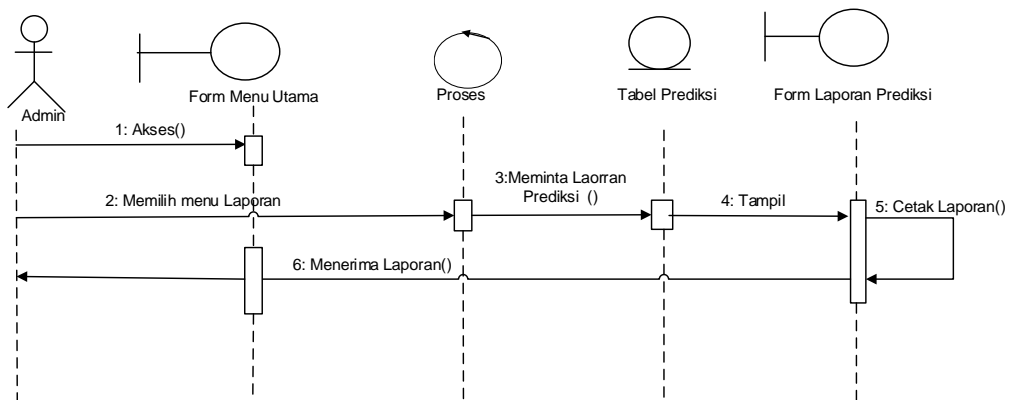 Admin
Form Menu Utama
Proses
Tabel Prediksi
Form Laporan Prediksi
1: Akses()
2: Memilih menu Laporan
3:Meminta Laorran
Prediksi ()
4: Tampil
5: Cetak Laporan()
6: Menerima Laporan()